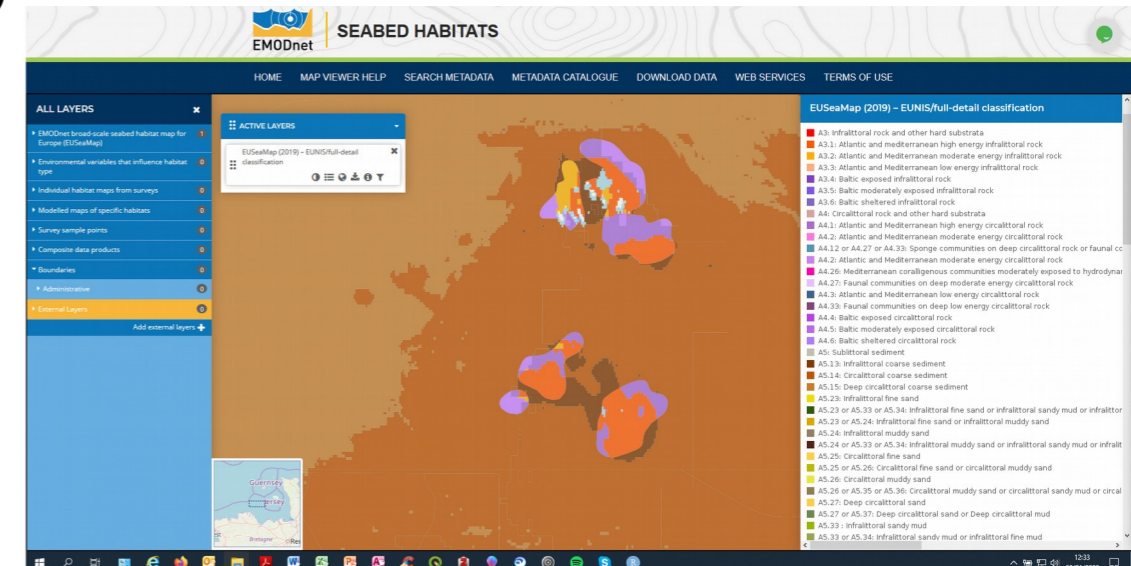 EMODnet
SEABED HABITATS
HOME MAP VIEWER HELP SEARCH METADATA METADATA CATALOGUE DOWNLOAD DATA WEB SERVICES TERMS OF USE
ALL LAYERS ×
EMODnet broad-scale seabed habitat map for 1
Europe (EUSeaMap)
Environmental variables that influence habitat 0
type
Individual habitat maps from surveys 0
Modelled maps of specific habitats 0
Survey sample points 0
Composite data products 0
Boundaries 0
Administrative 0
External Layers 0
Add external layers
ACTIVE LAYERS
EUSeaMap (2019) – EUNIS/full-detail
classification
Guernsey
Jersey
Bretagne
EUSeaMap (2019) – EUNIS/full-detail classification
A3: Infralittoral rock and other hard substrata
A3.1: Atlantic and mediterranean high energy infralittoral rock
A3.2: Atlantic and Mediterranean moderate energy infralittoral rock
A3.3: Atlantic and Mediterranean low energy infralittoral rock
A3.4: Baltic exposed infralittoral rock
A3.5: Baltic moderately exposed infralittoral rock
A3.6: Baltic sheltered infralittoral rock
A4: Circalittoral rock and other hard substrata
A4.1: Atlantic and Mediterranean high energy circalittoral rock
A4.2: Atlantic and Mediterranean moderate energy circalittoral rock
A4.12 or A4.27 or A4.33: Sponge communities on deep circalittoral rock or faunal cc
A4.2: Atlantic and Mediterranean moderate energy circalittoral rock
A4.26: Mediterranean coralligenous communities moderately exposed to hydrodynar
A4.27: Faunal communities on deep moderate energy circalittoral rock
A4.3: Atlantic and Mediterranean low energy circalittoral rock
A4.33: Faunal communities on deep low energy circalittoral rock
A4.4: Baltic exposed circalittoral rock
A4.5: Baltic moderately exposed circalittoral rock
A4.6: Baltic sheltered circalittoral rock
A5: Sublittoral sediment
A5.13: Infralittoral coarse sediment
A5.14: Circalittoral coarse sediment
A5.15: Deep circalittoral coarse sediment
A5.23: Infralittoral fine sand
A5.23 or A5.33 or A5.34: Infralittoral fine sand or infralittoral sandy mud or infralittor
A5.23 or A5.24: Infralittoral fine sand or infralittoral muddy sand
A5.24: Infralittoral muddy sand
A5.24 or A5.33 or A5.34: Infralittoral muddy sand or infralittoral sandy mud or infralit
A5.25: Circalittoral fine sand
A5.25 or A5.26: Circalittoral fine sand or circalittoral muddy sand
A5.26: Circalittoral muddy sand
A5.26 or A5.35 or A5.36: Circalittoral muddy sand or circalittoral sandy mud or circal
A5.27: Deep circalittoral sand
A5.27 or A5.37: Deep circalittoral sand or Deep circalittoral mud
A5.33 : Infralittoral sandy mud
A5.33 or A5.34: Infralittoral sandy mud or infralittoral fine mud
12:33